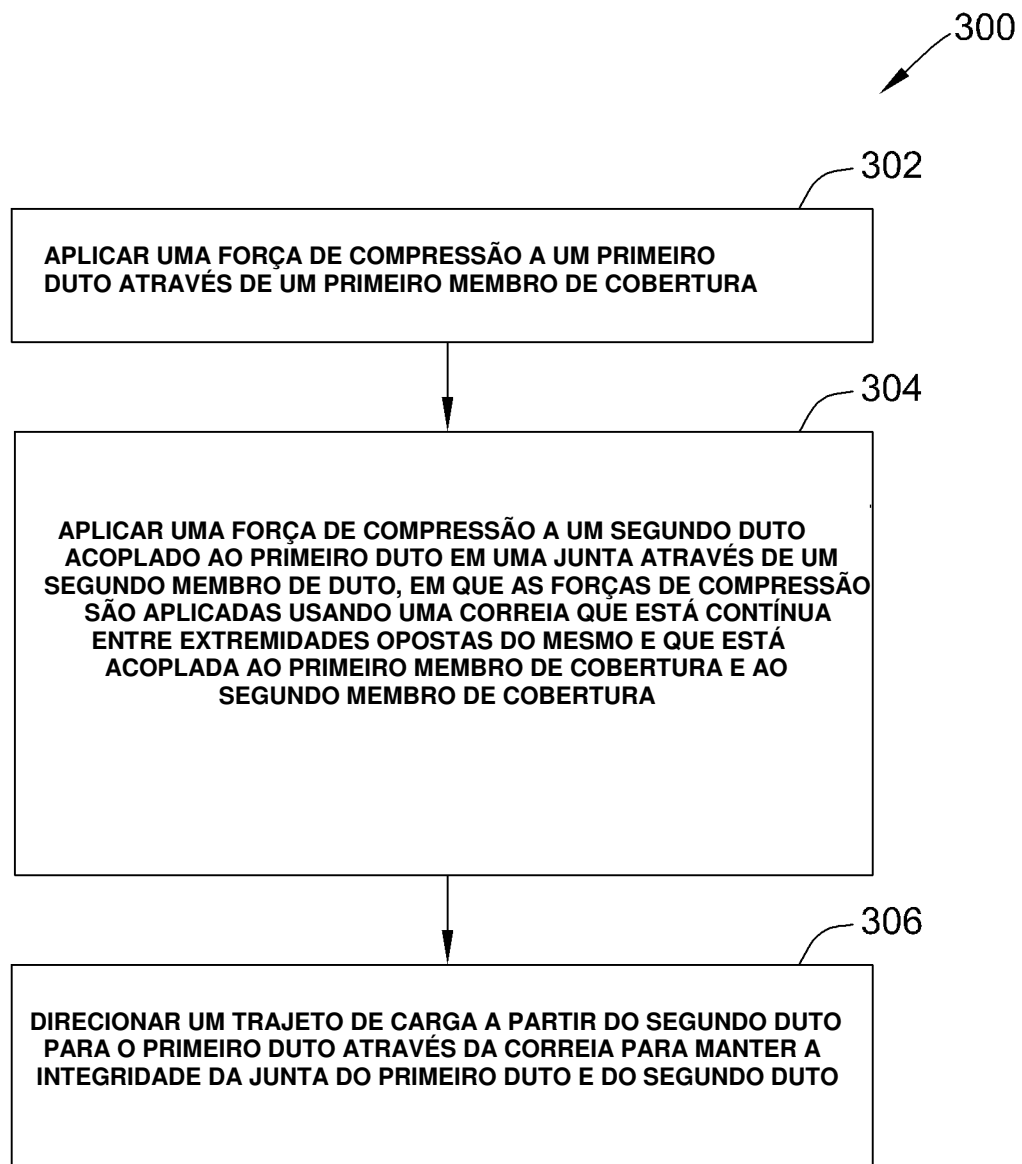 300
302
APLICAR UMA FORÇA DE COMPRESSÃO A UM PRIMEIRO
DUTO ATRAVÉS DE UM PRIMEIRO MEMBRO DE COBERTURA
304
APLICAR UMA FORÇA DE COMPRESSÃO A UM SEGUNDO DUTO
ACOPLADO AO PRIMEIRO DUTO EM UMA JUNTA ATRAVÉS DE UM
SEGUNDO MEMBRO DE DUTO, EM QUE AS FORÇAS DE COMPRESSÃO
SÃO APLICADAS USANDO UMA CORREIA QUE ESTÁ CONTÍNUA
ENTRE EXTREMIDADES OPOSTAS DO MESMO E QUE ESTÁ
ACOPLADA AO PRIMEIRO MEMBRO DE COBERTURA E AO
SEGUNDO MEMBRO DE COBERTURA
306
DIRECIONAR UM TRAJETO DE CARGA A PARTIR DO SEGUNDO DUTO
PARA O PRIMEIRO DUTO ATRAVÉS DA CORREIA PARA MANTER A
INTEGRIDADE DA JUNTA DO PRIMEIRO DUTO E DO SEGUNDO DUTO